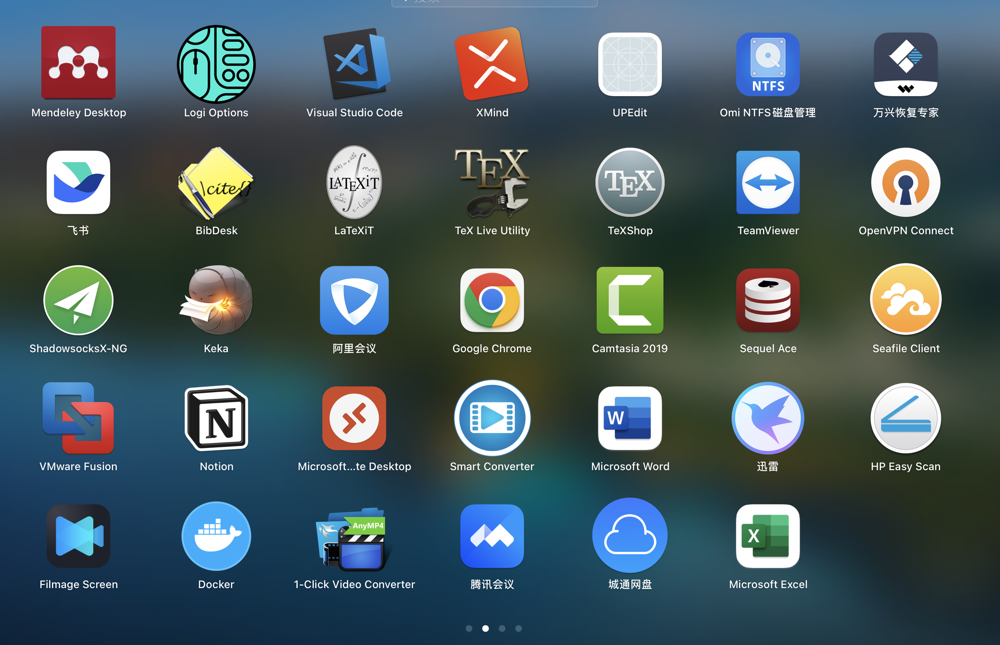 搜索
Mendeley Desktop
Logi Options
Visual Studio Code
XMind
UPEdit
NTFS
Omi NTFS磁盘管理
万兴恢复专家
飞书
\cite{}
BibDesk
LATEXiT
LaTeXiT
TEX
TeX Live Utility
TEX
TeXShop
TeamViewer
OpenVPN Connect
ShadowsocksX-NG
Keka
阿里会议
Google Chrome
Camtasia 2019
Sequel Ace
Seafile Client
VMware Fusion
N
Notion
Microsoft...te Desktop
Smart Converter
W
Microsoft Word
迅雷
HP Easy Scan
Filmage Screen
Docker
AnyMP4
1-Click Video Converter
腾讯会议
城通网盘
X
Microsoft Excel